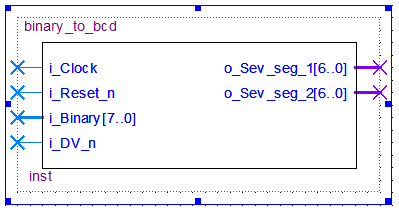 binary_to_bcd
i_Clock o_Sev_seg_1[6..0]
i_Reset_n o_Sev_seg_2[6..0]
i_Binary[7..0]
i_DV_n
inst